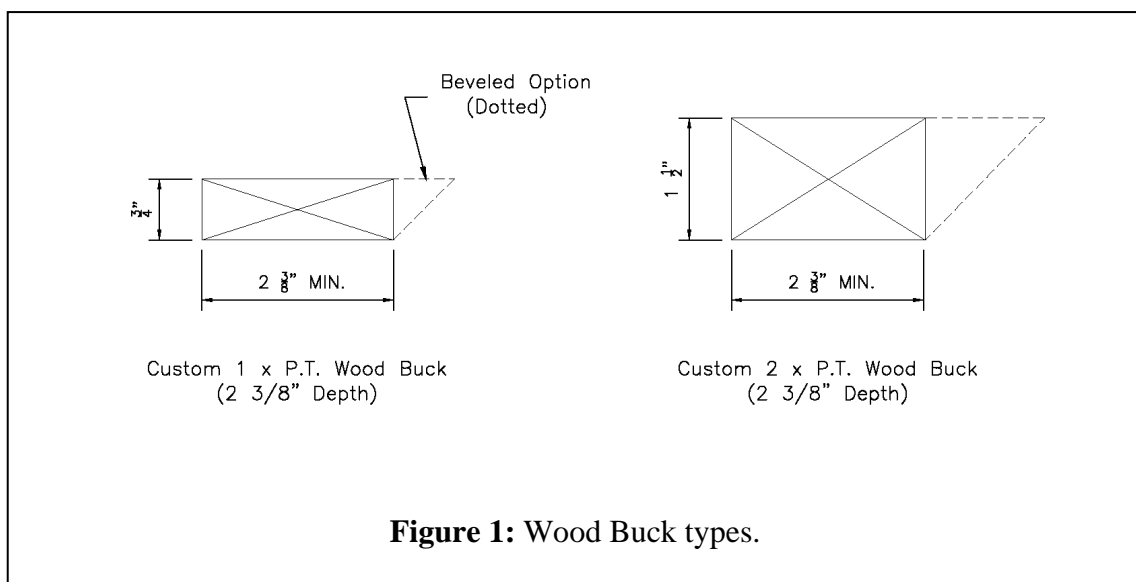 Beveled Option
(Dotted)
3/4"
2 3/8" MIN.
Custom 1 x P.T. Wood Buck
(2 3/8" Depth)
1 1/2"
2 3/8" MIN.
Custom 2 x P.T. Wood Buck
(2 3/8" Depth)
Figure 1: Wood Buck types.